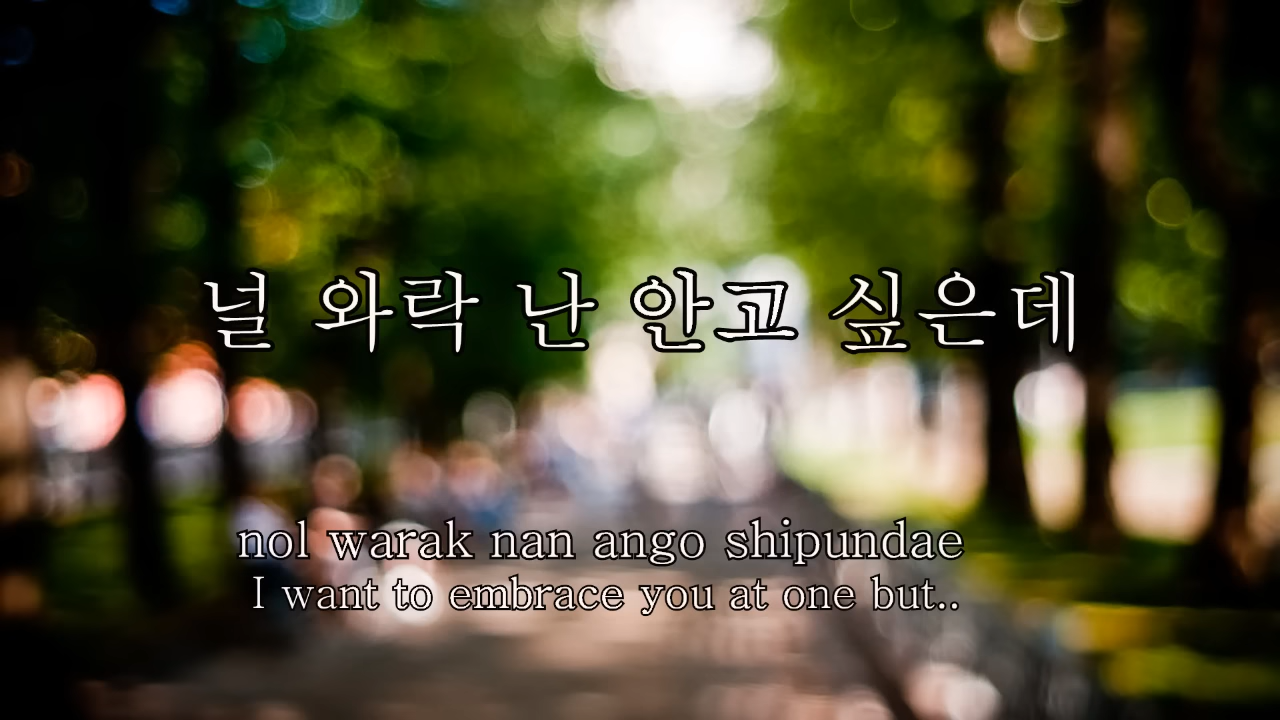 널 와락 난 안고 싶은데
nol warak nan ango shipundae
I want to embrace you at one but..